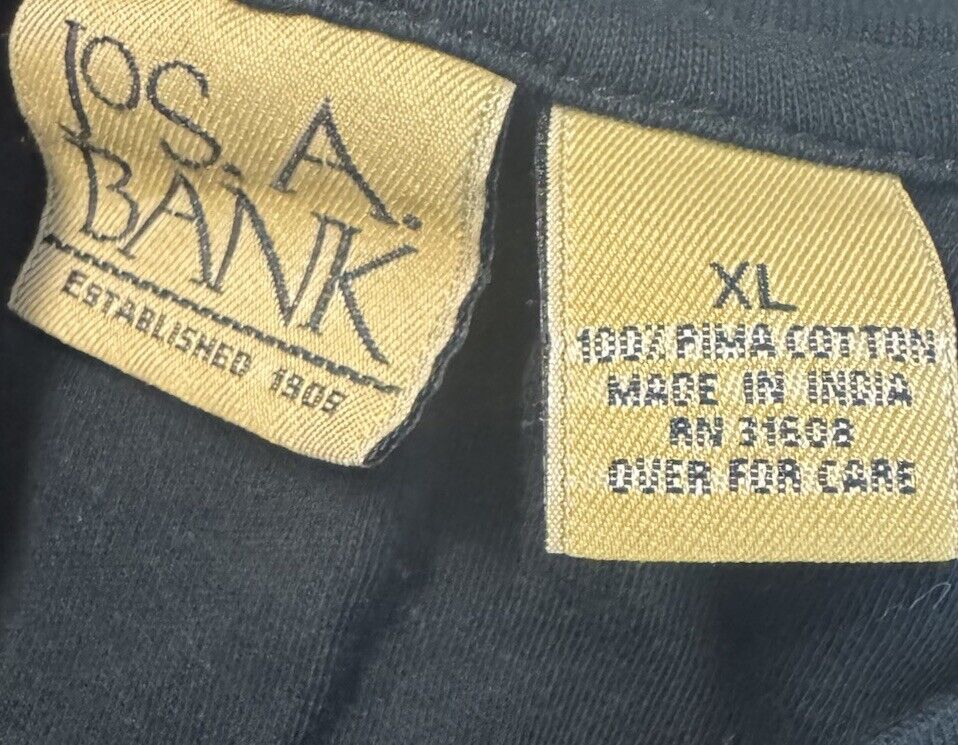 JOS. A.
BANK
ESTABLISHED 1905
XL
100% PIMA COTTON
MADE IN INDIA
RN 31608
OVER FOR CARE